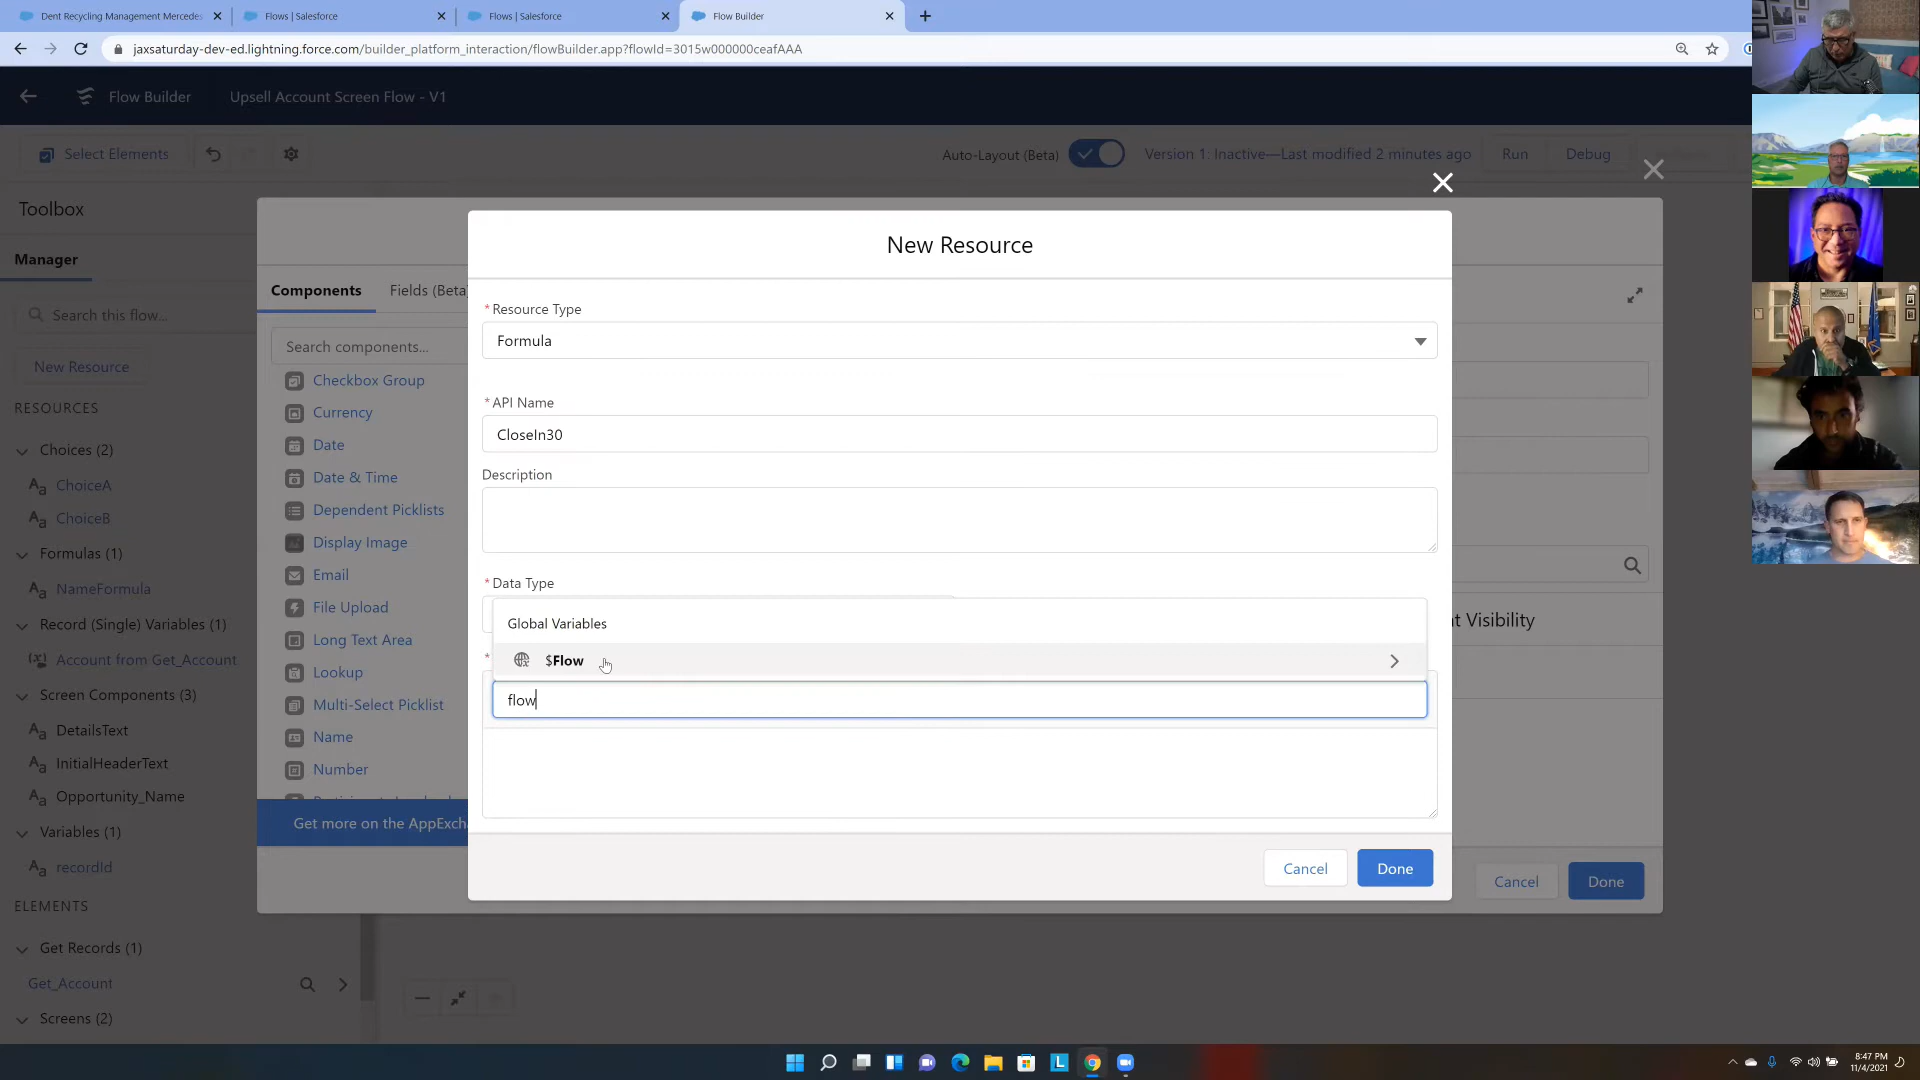 Dent Recycling Management Mercedes
Flows | Salesforce
Flows | Salesforce
Flow Builder
jaxsaturday-dev-ed.lightning.force.com/builder_platform_interaction/flowBuilder.app?flowId=3015w000000ceafAAA
Flow Builder
Upsell Account Screen Flow - V1
Select Elements
Auto-Layout (Beta)
Version 1: Inactive—Last modified 2 minutes ago
Run
Debug
Toolbox
Manager
Search this flow...
New Resource
RESOURCES
Choices (2)
ChoiceA
ChoiceB
Formulas (1)
NameFormula
Record (Single) Variables (1)
Account from Get_Account
Screen Components (3)
DetailsText
InitialHeaderText
Opportunity_Name
Variables (1)
recordId
ELEMENTS
Get Records (1)
Get_Account
Screens (2)
Components
Fields (Beta)
Search components...
Checkbox Group
Currency
Date
Date & Time
Dependent Picklists
Display Image
Email
File Upload
Long Text Area
Lookup
Multi-Select Picklist
Name
Number
Get more on the AppExch
New Resource
* Resource Type
Formula
* API Name
CloseIn30
Description
* Data Type
Global Variables
$Flow
*
flow
Cancel
Done
t Visibility
Cancel
Done
8:47 PM
11/4/2021